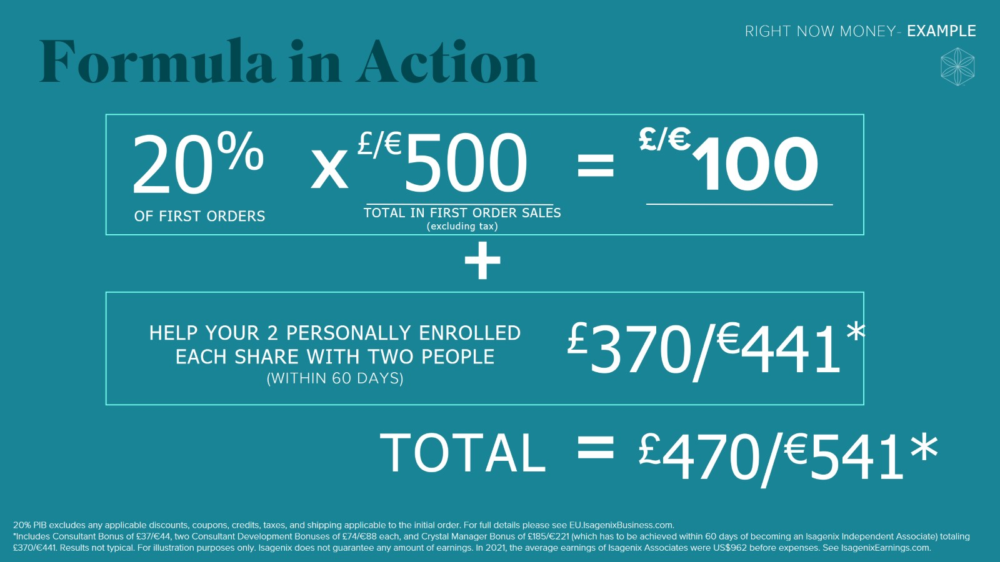 RIGHT NOW MONEY- EXAMPLE
Formula in Action
20% x £/€500 = £/€100
OF FIRST ORDERS
TOTAL IN FIRST ORDER SALES
(excluding tax)
+
HELP YOUR 2 PERSONALLY ENROLLED
EACH SHARE WITH TWO PEOPLE
(WITHIN 60 DAYS)
£370/€441*
TOTAL = £470/€541*
20% PIB excludes any applicable discounts, coupons, credits, taxes, and shipping applicable to the initial order. For full details please see EU.IsagenixBusiness.com.
*Includes Consultant Bonus of £37/€44, two Consultant Development Bonuses of £74/€88 each, and Crystal Manager Bonus of £185/€221 (which has to be achieved within 60 days of becoming an Isagenix Independent Associate) totaling
£370/€441. Results not typical. For illustration purposes only. Isagenix does not guarantee any amount of earnings. In 2021, the average earnings of Isagenix Associates were US$962 before expenses. See IsagenixEarnings.com.